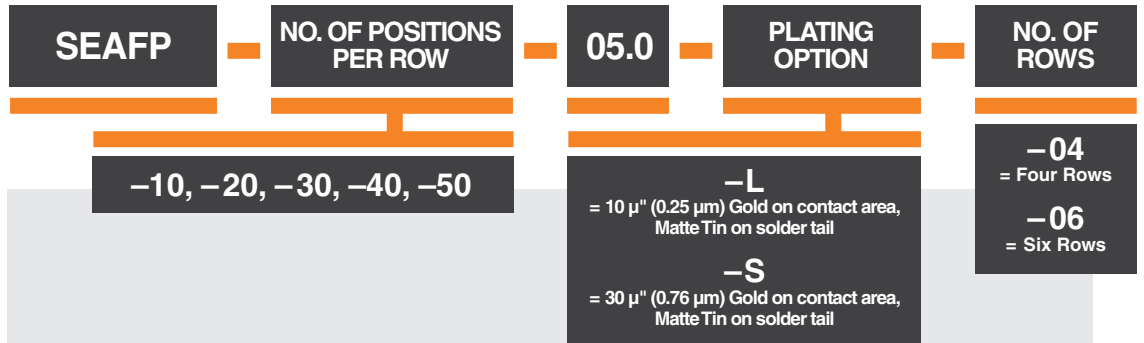 SEAFP
NO. OF POSITIONS
PER ROW
05.0
PLATING
OPTION
NO. OF
ROWS
–10, –20, –30, –40, –50
–L
= 10 µ" (0.25 µm) Gold on contact area,
Matte Tin on solder tail
–S
= 30 µ" (0.76 µm) Gold on contact area,
Matte Tin on solder tail
–04
= Four Rows
–06
= Six Rows